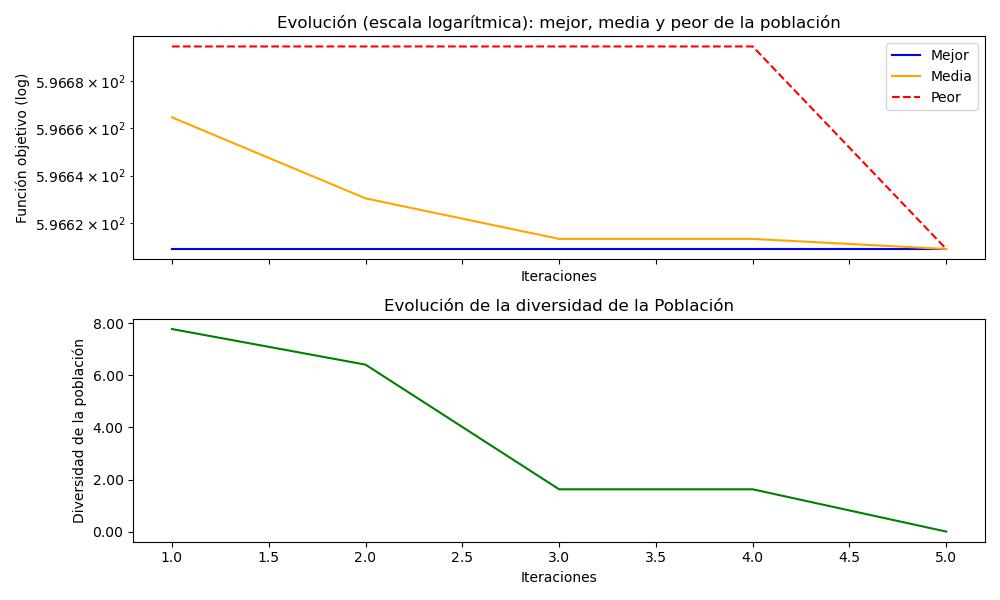 Evolución (escala logarítmica): mejor, media y peor de la población
Función objetivo (log)
5.9668 × 10²
5.9666 × 10²
5.9664 × 10²
5.9662 × 10²
Mejor
Media
Peor
Iteraciones
Evolución de la diversidad de la Población
Diversidad de la población
8.00
6.00
4.00
2.00
0.00
1.0 1.5 2.0 2.5 3.0 3.5 4.0 4.5 5.0
Iteraciones